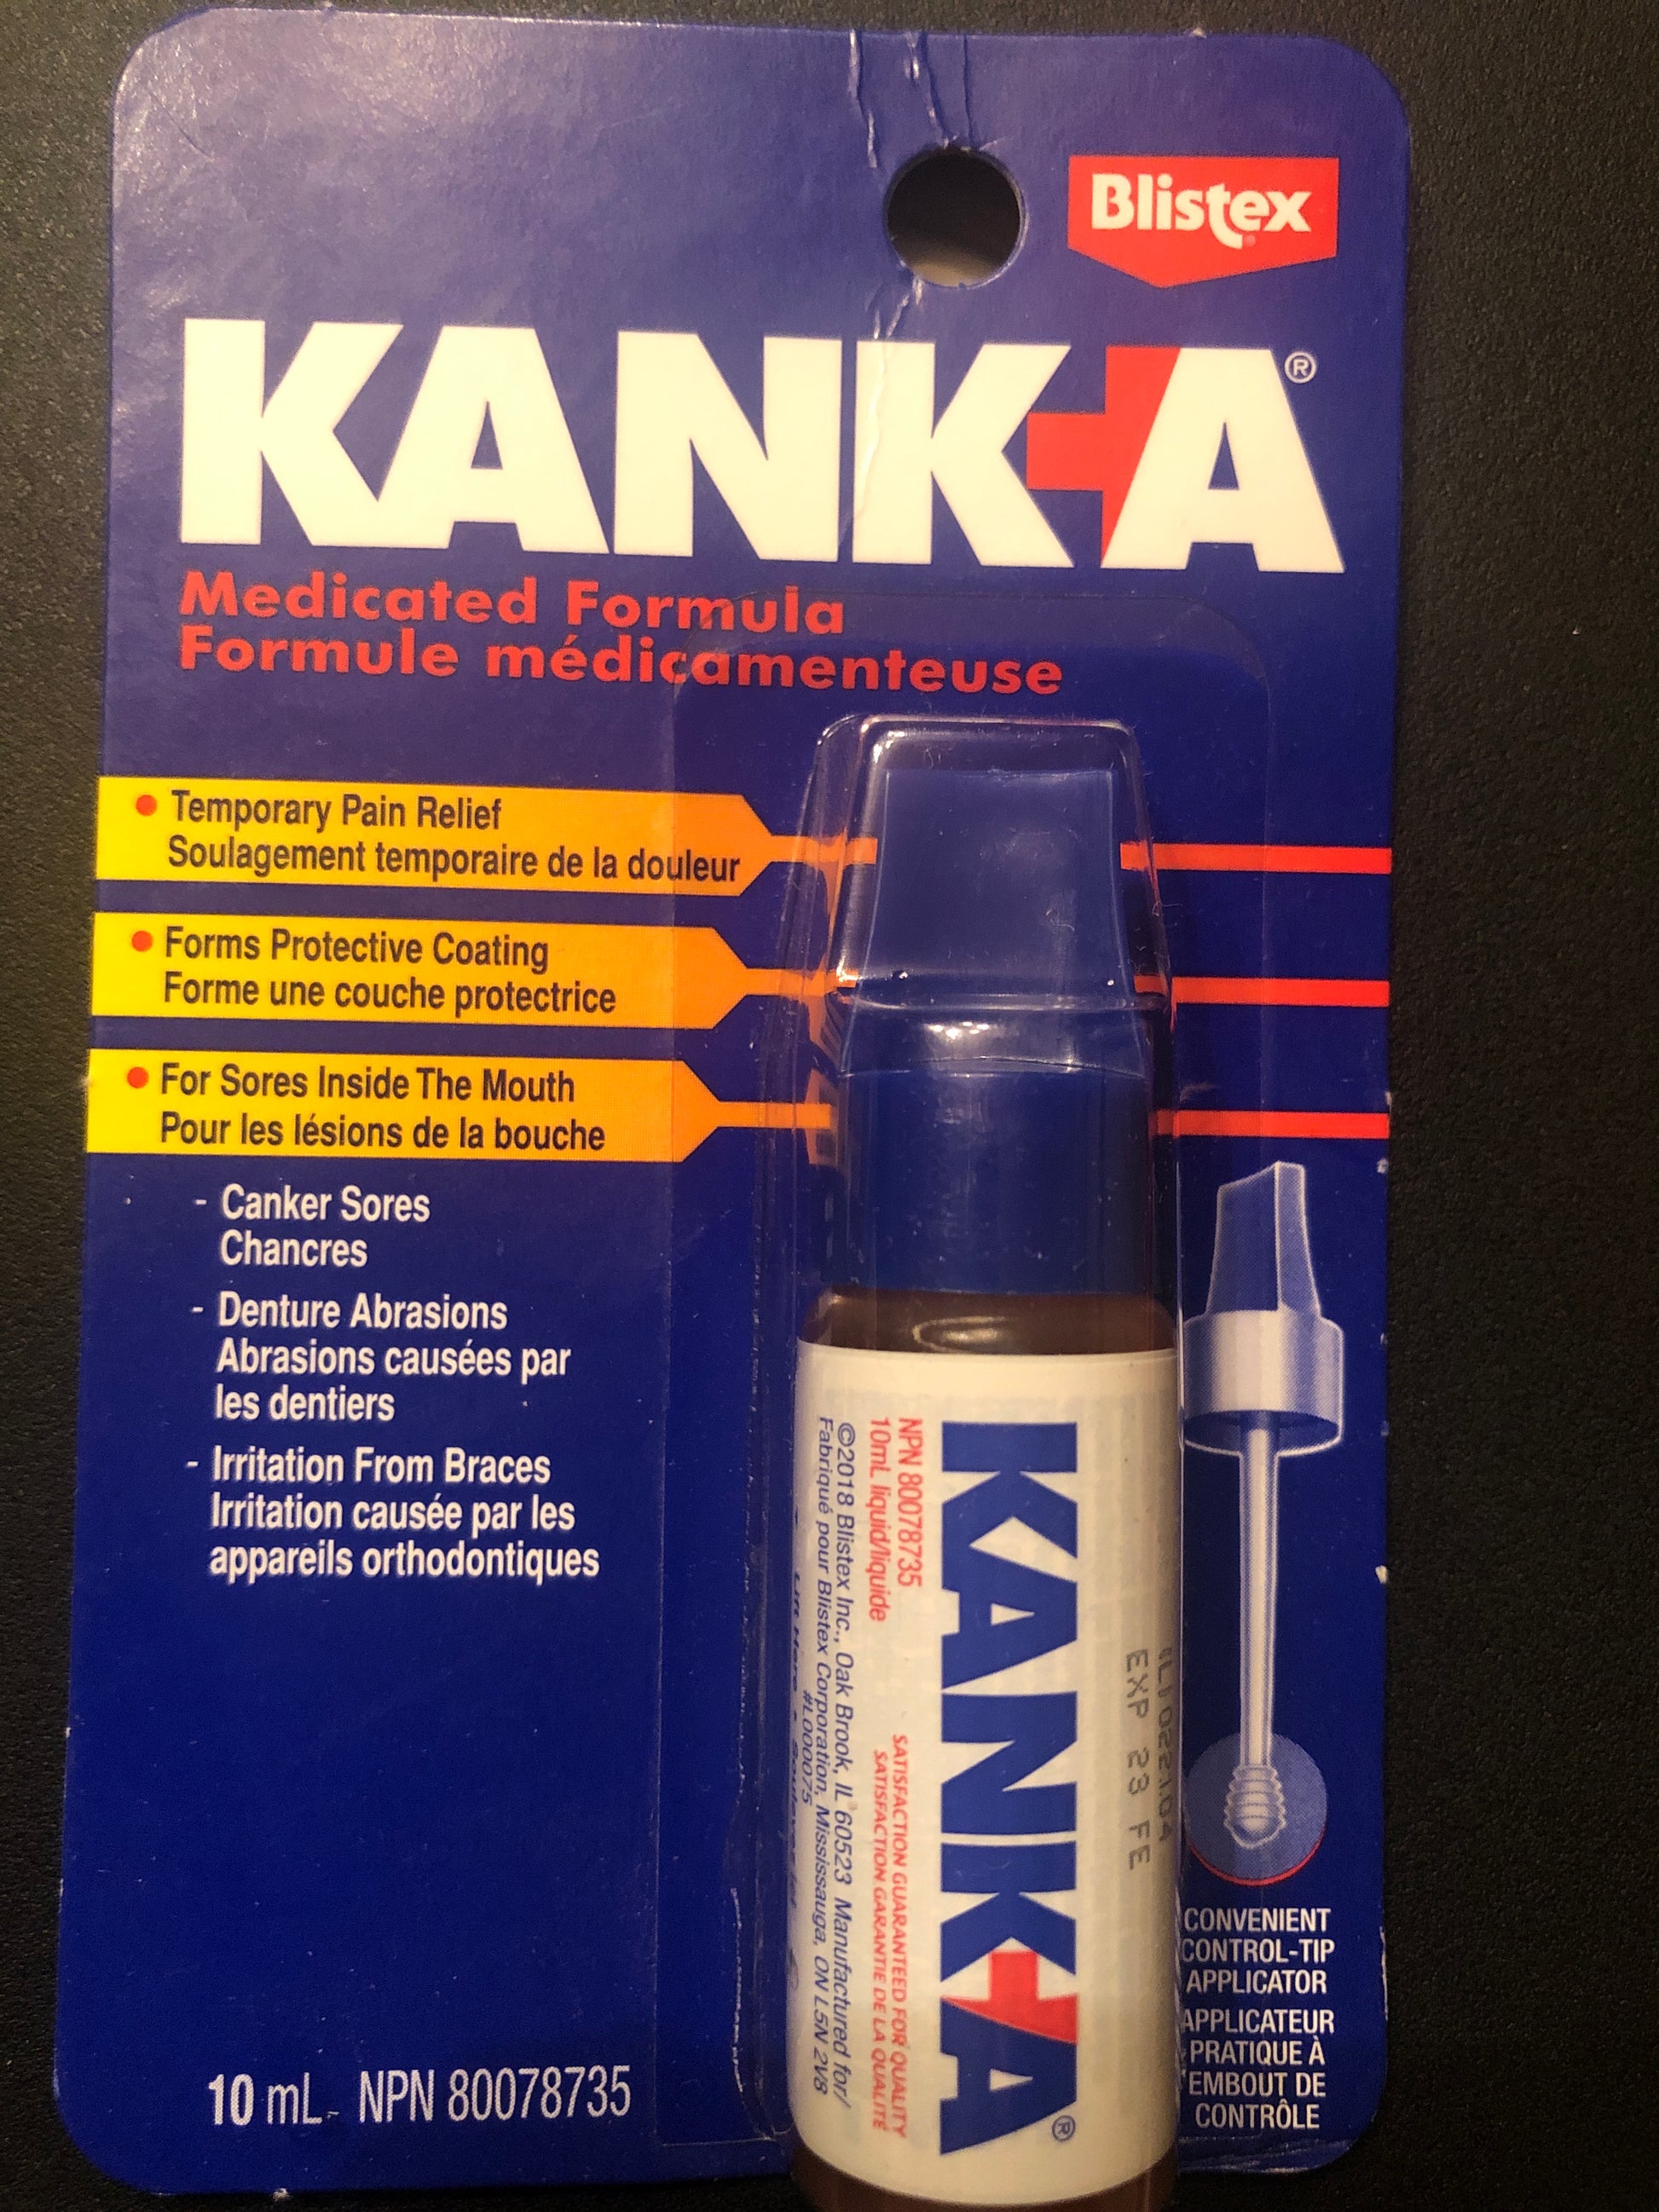 Blistex
KANK+A®
Medicated Formula
Formule médicamenteuse
• Temporary Pain Relief
Soulagement temporaire de la douleur
• Forms Protective Coating
Forme une couche protectrice
• For Sores Inside The Mouth
Pour les lésions de la bouche
- Canker Sores
Chancres
- Denture Abrasions
Abrasions causées par
les dentiers
- Irritation From Braces
Irritation causée par les
appareils orthodontiques
10 mL NPN 80078735
EXP 23 FE
KANK+A®
NPN 80078735
10mL liquid/liquide
SATISFACTION GUARANTEED FOR QUALITY
SATISFACTION GARANTIE DE LA QUALITÉ
©2018 Blistex Inc., Oak Brook, IL 60523 Manufactured for/
Fabriqué pour Blistex Corporation, Mississauga, ON L5N 2V8
#L000075
Lift Here
CONVENIENT
CONTROL-TIP
APPLICATOR
APPLICATEUR
PRATIQUE À
EMBOUT DE
CONTRÔLE